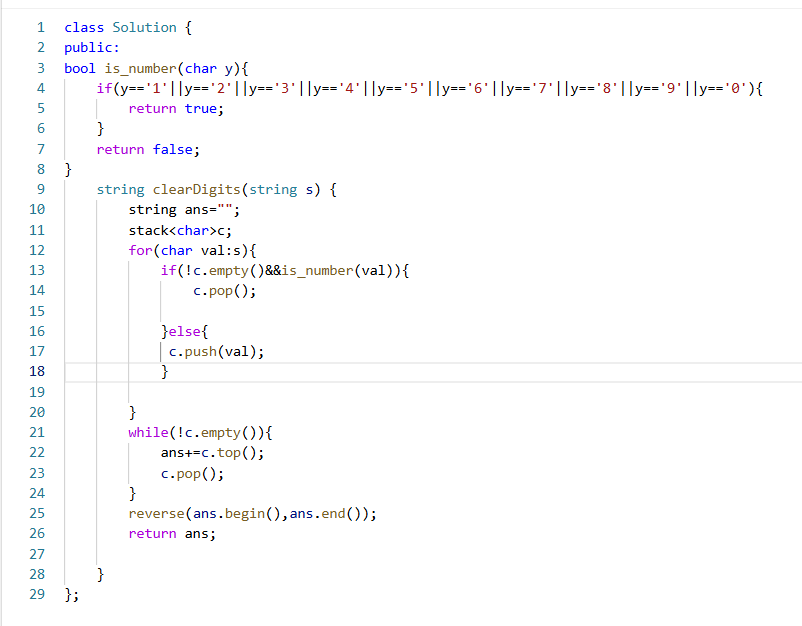 1 class Solution {
2 public:
3 bool is_number(char y){
4     if(y=='1'||y=='2'||y=='3'||y=='4'||y=='5'||y=='6'||y=='7'||y=='8'||y=='9'||y=='0'){
5         return true;
6     }
7     return false;
8 }
9     string clearDigits(string s) {
10         string ans="";
11         stack<char>c;
12         for(char val:s){
13             if(!c.empty()&&is_number(val)){
14                 c.pop();
15
16             }else{
17              c.push(val);
18             }
19
20         }
21         while(!c.empty()){
22             ans+=c.top();
23             c.pop();
24         }
25         reverse(ans.begin(),ans.end());
26         return ans;
27
28     }
29 };